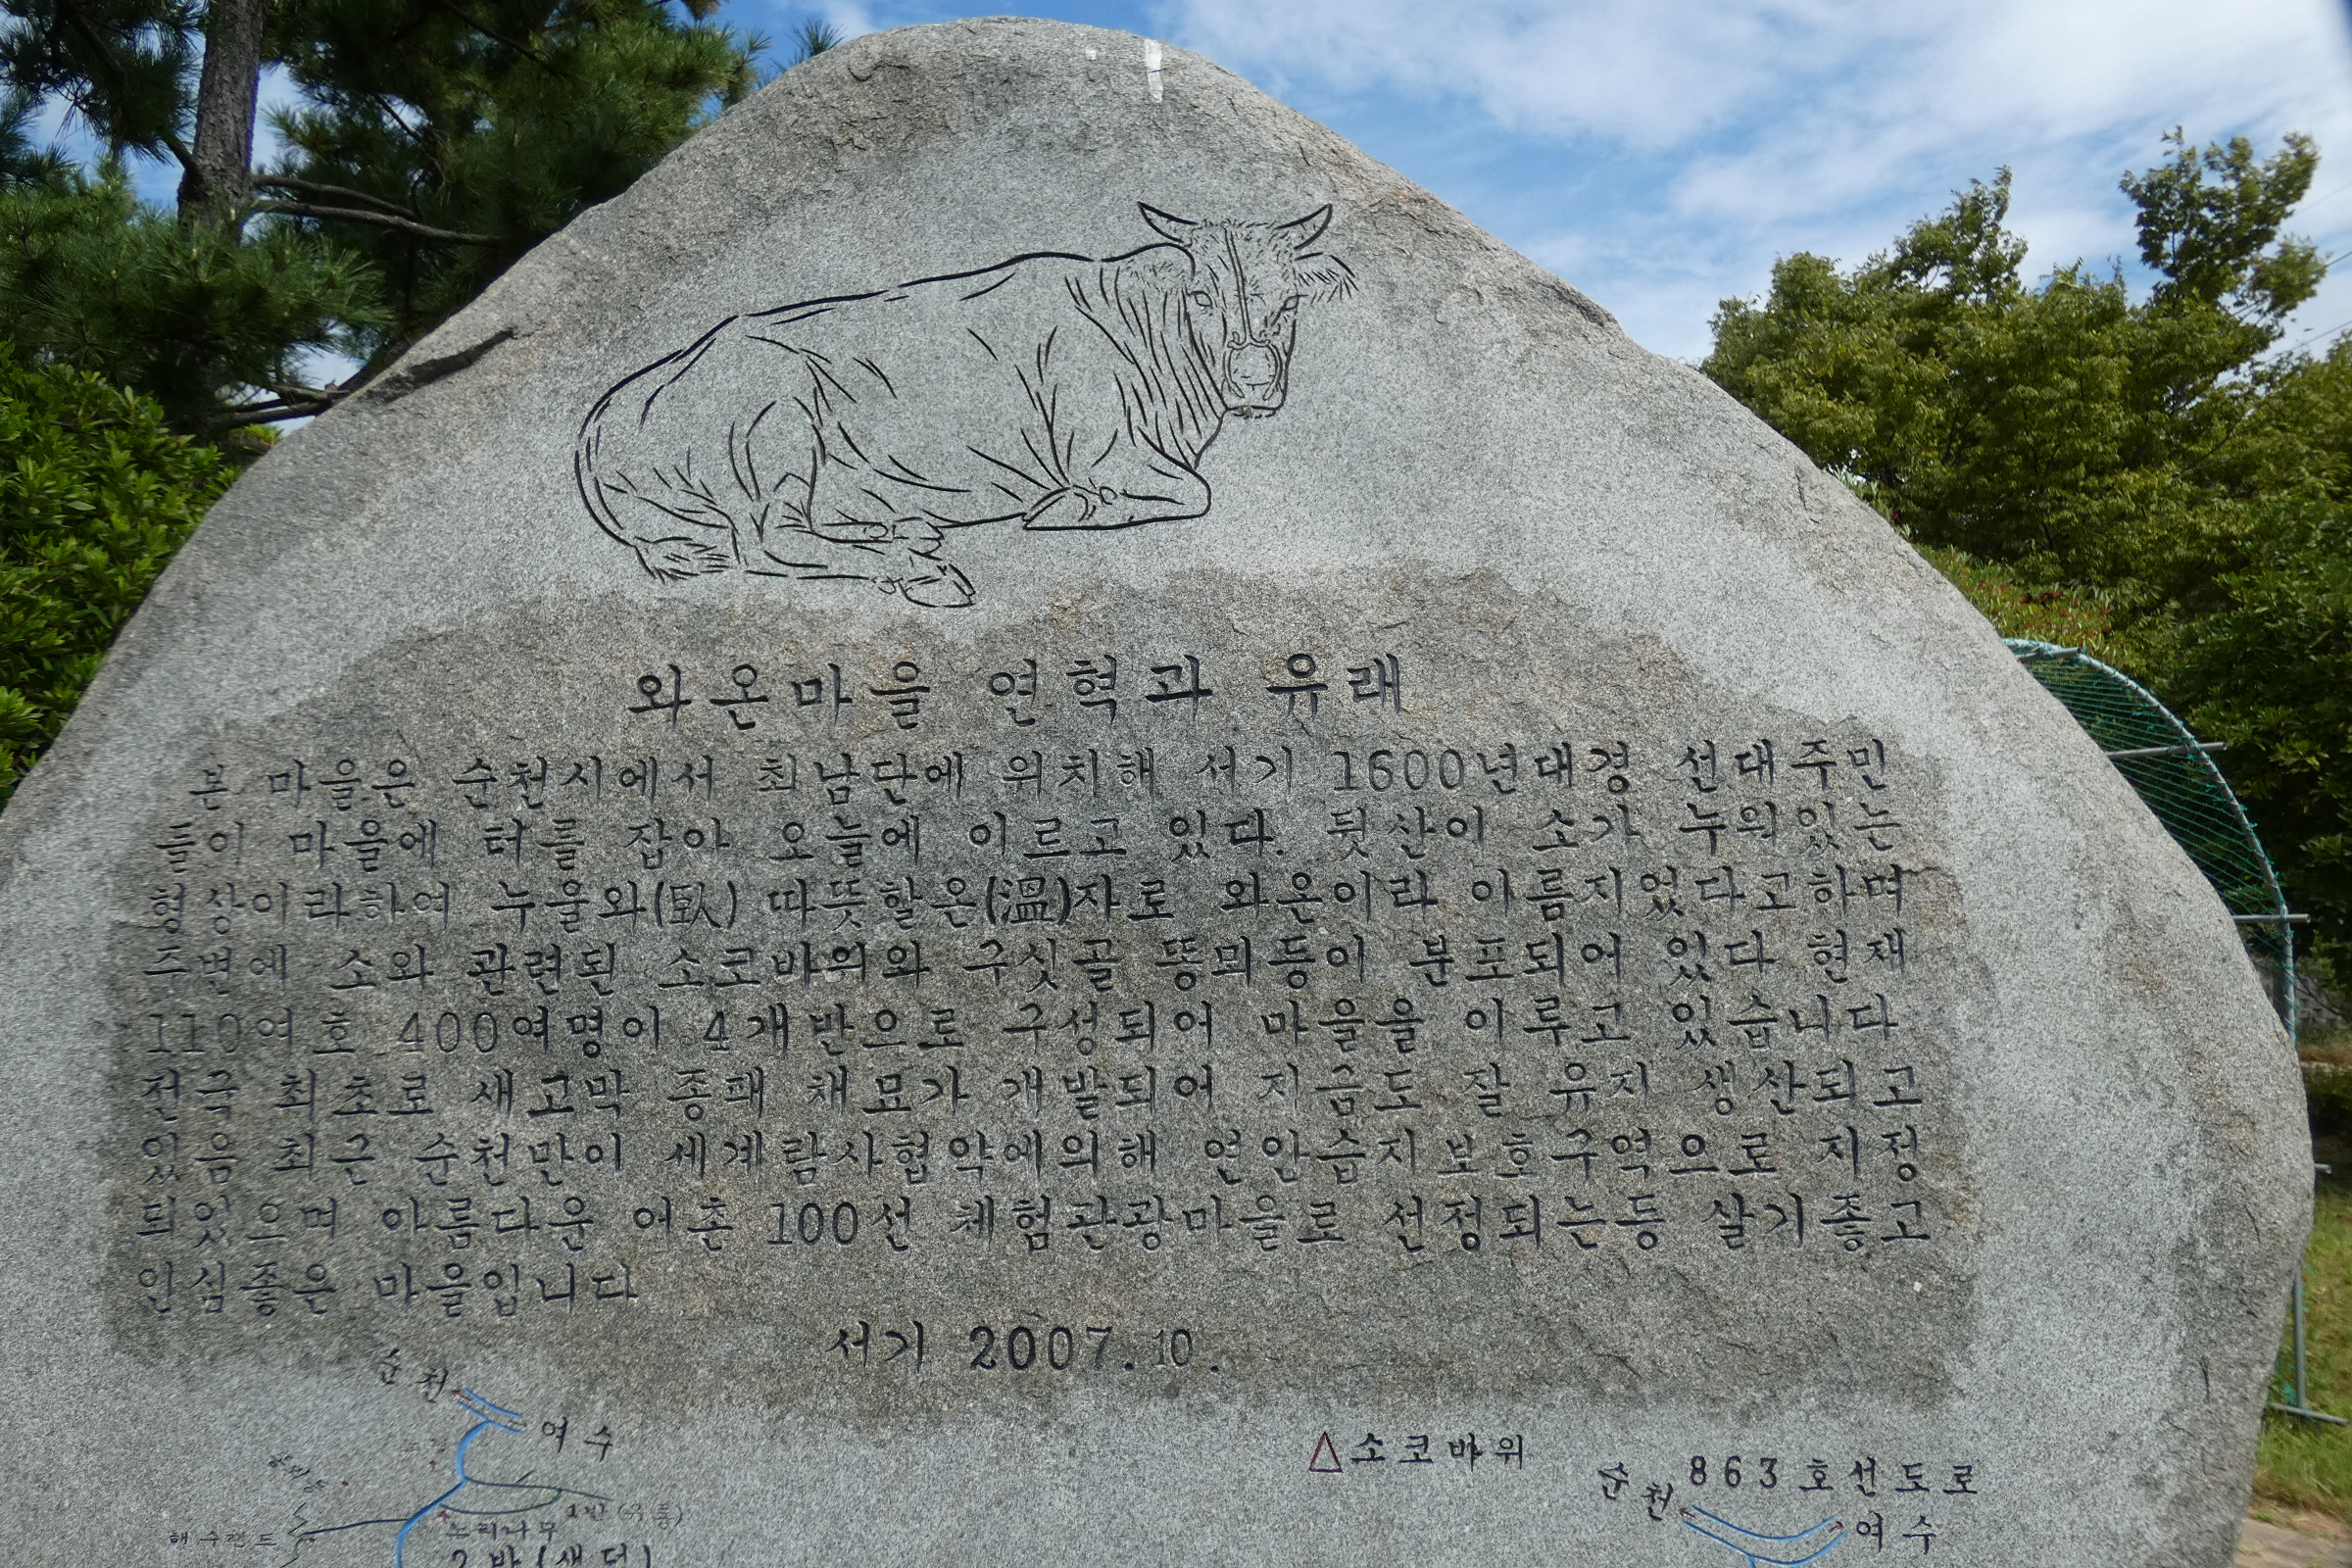 와온마을 연혁과 유래
본 마을은 순천시에서 최남단에 위치해 서기 1600년대경 선대주민
들이 마을에 터를 잡아 오늘에 이르고 있다. 뒷산이 소가 누워있는
형상이라하여 누울와(臥) 따뜻할온(溫)자로 와온이라 이름지었다고하며
주변에 소와 관련된 소코바위와 구싯골 똥뫼등이 분포되어 있다 현재
110여호 400여명이 4개반으로 구성되어 마을을 이루고 있습니다
전국 최초로 새고막 종패 채묘가 개발되어 지금도 잘 유지 생산되고
있음 최근 순천만이 세계람사협약에의해 연안습지보호구역으로 지정
되있으며 아름다운 어촌 100선 체험관광마을로 선정되는등 살기좋고
인심좋은 마을입니다
서기 2007.10.
순천
여수
소코바위
863호선도로
순천
여수
해수랜드
느티나무
2반(새덕)